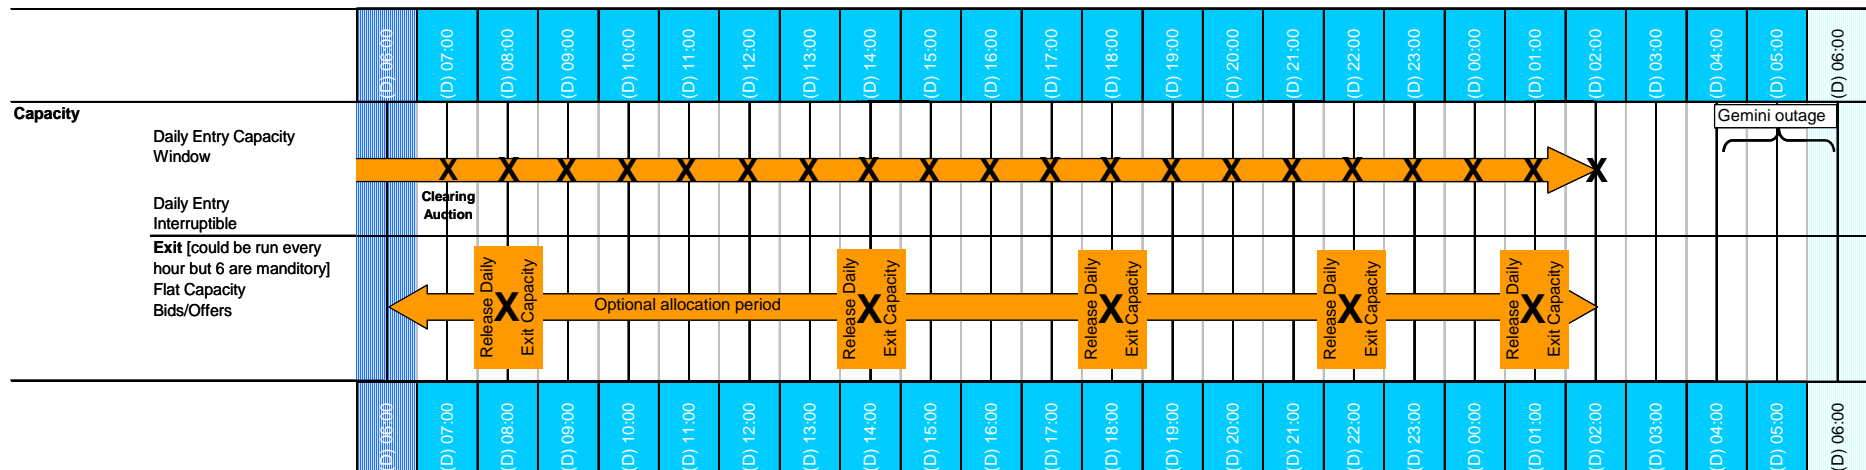 (D) 06:00 (D) 07:00 (D) 08:00 (D) 09:00 (D) 10:00 (D) 11:00 (D) 12:00 (D) 13:00 (D) 14:00 (D) 15:00 (D) 16:00 (D) 17:00 (D) 18:00 (D) 19:00 (D) 20:00 (D) 21:00 (D) 22:00 (D) 23:00 (D) 00:00 (D) 01:00 (D) 02:00 (D) 03:00 (D) 04:00 (D) 05:00 (D) 06:00
Capacity
Gemini outage
Daily Entry Capacity
Window
X X X X X X X X X X X X X X X X X X X X
Clearing
Auction
Daily Entry
Interruptible
Exit [could be run every
hour but 6 are manditory]
Flat Capacity
Bids/Offers
Release Daily
X
Exit Capacity
Optional allocation period
Release Daily
X
Exit Capacity
Release Daily
X
Exit Capacity
Release Daily
X
Exit Capacity
Release Daily
X
Exit Capacity
(D) 06:00 (D) 07:00 (D) 08:00 (D) 09:00 (D) 10:00 (D) 11:00 (D) 12:00 (D) 13:00 (D) 14:00 (D) 15:00 (D) 16:00 (D) 17:00 (D) 18:00 (D) 19:00 (D) 20:00 (D) 21:00 (D) 22:00 (D) 23:00 (D) 00:00 (D) 01:00 (D) 02:00 (D) 03:00 (D) 04:00 (D) 05:00 (D) 06:00